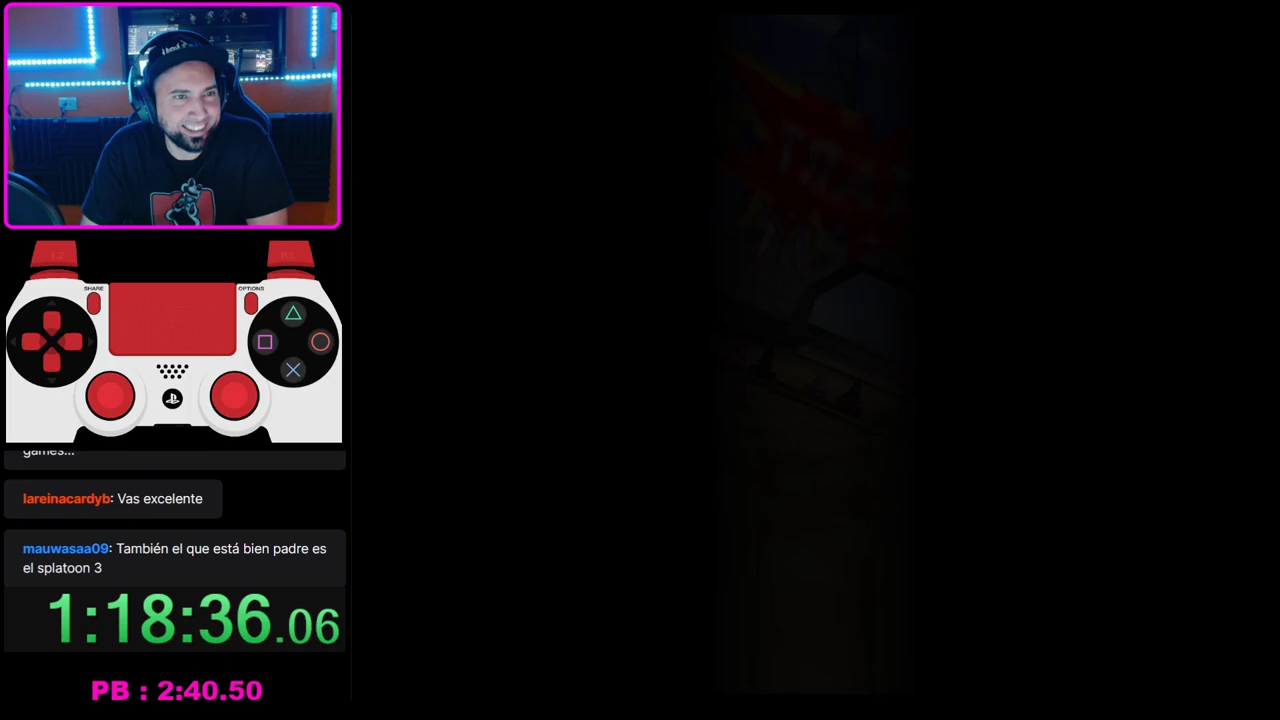 SHARE
OPTIONS
games...
lareinacardyb: Vas excelente
mauwasaa09: También el que está bien padre es
el splatoon 3
1:18:36.06
PB : 2:40.50